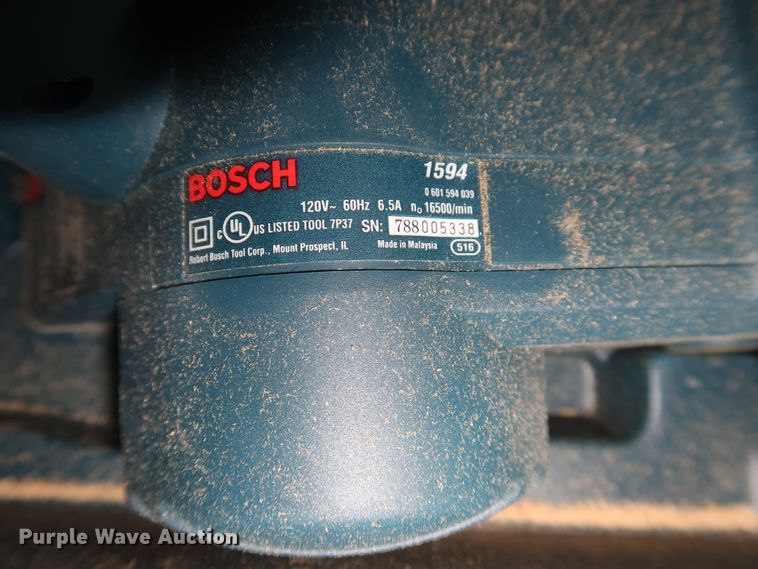 BOSCH 1594
0 601 594 039
120V~ 60Hz 6.5A n₀ 16500/min
C UL US LISTED TOOL 7P37 SN: 788005338
Robert Bosch Tool Corp., Mount Prospect, IL Made in Malaysia 516
Purple Wave Auction